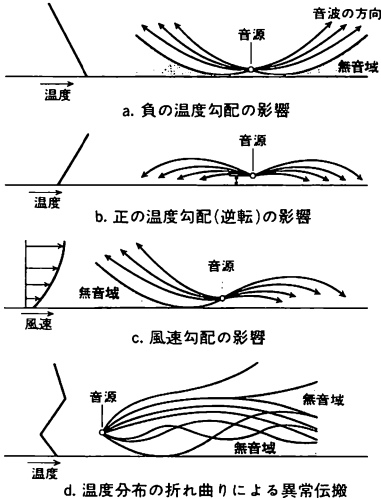 音波の方向
音源
無音域
温度
a. 負の温度勾配の影響
音源
温度
b. 正の温度勾配(逆転)の影響
音源
無音域
風速
c. 風速勾配の影響
音源
無音域
無音域
温度
d. 温度分布の折れ曲りによる異常伝搬